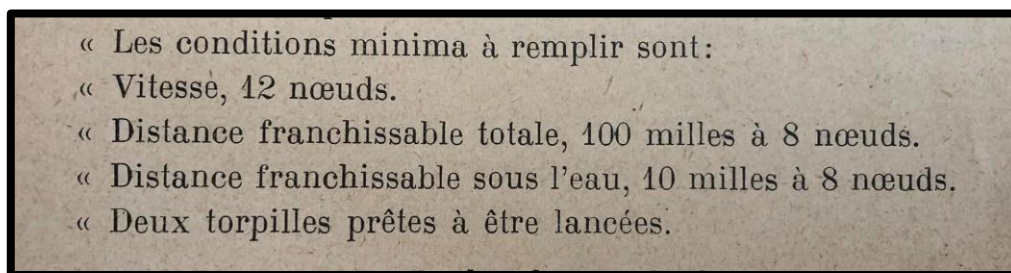 « Les conditions minima à remplir sont:
« Vitesse, 12 nœuds.
« Distance franchissable totale, 100 milles à 8 nœuds.
« Distance franchissable sous l'eau, 10 milles à 8 nœuds.
« Deux torpilles prêtes à être lancées.